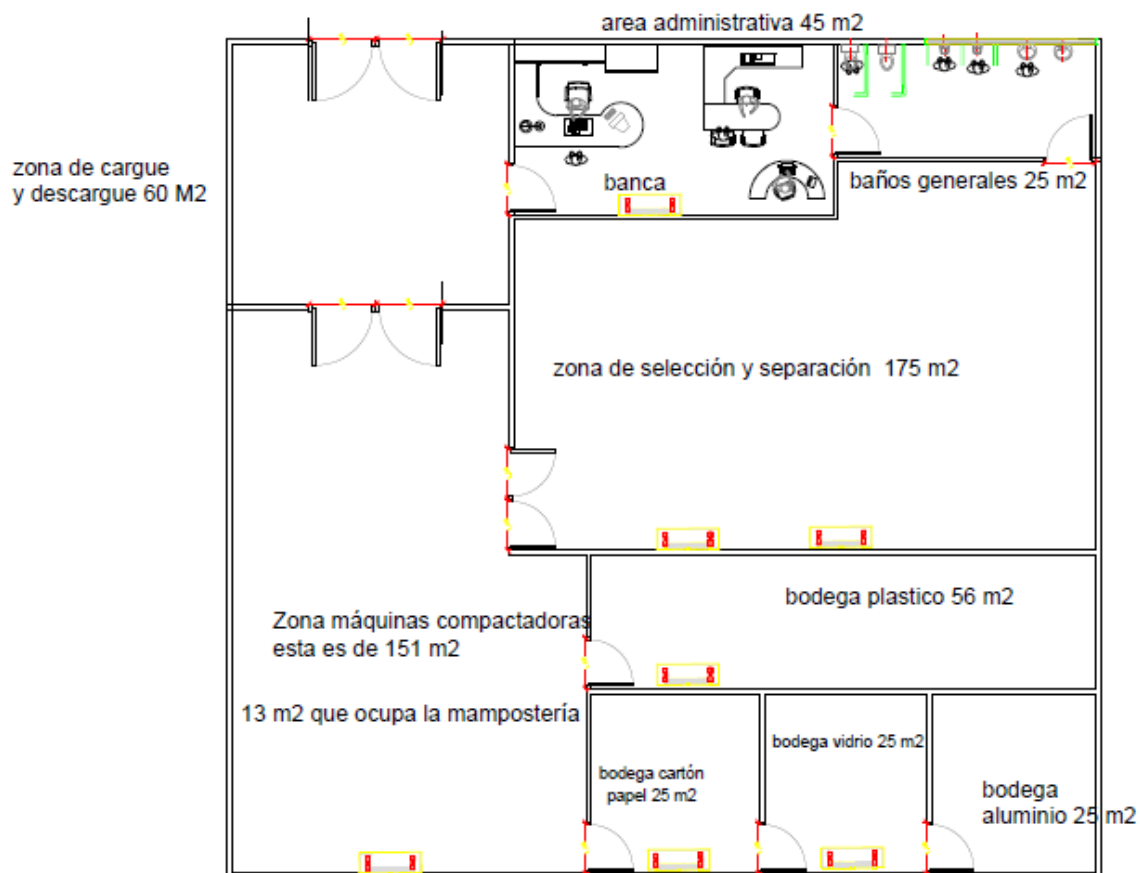 area administrativa 45 m2
zona de cargue
y descargue 60 M2
banca
baños generales 25 m2
zona de selección y separación  175 m2
bodega plastico 56 m2
Zona máquinas compactadoras
esta es de 151 m2
13 m2 que ocupa la mampostería
bodega vidrio 25 m2
bodega cartón
papel 25 m2
bodega
aluminio 25 m2